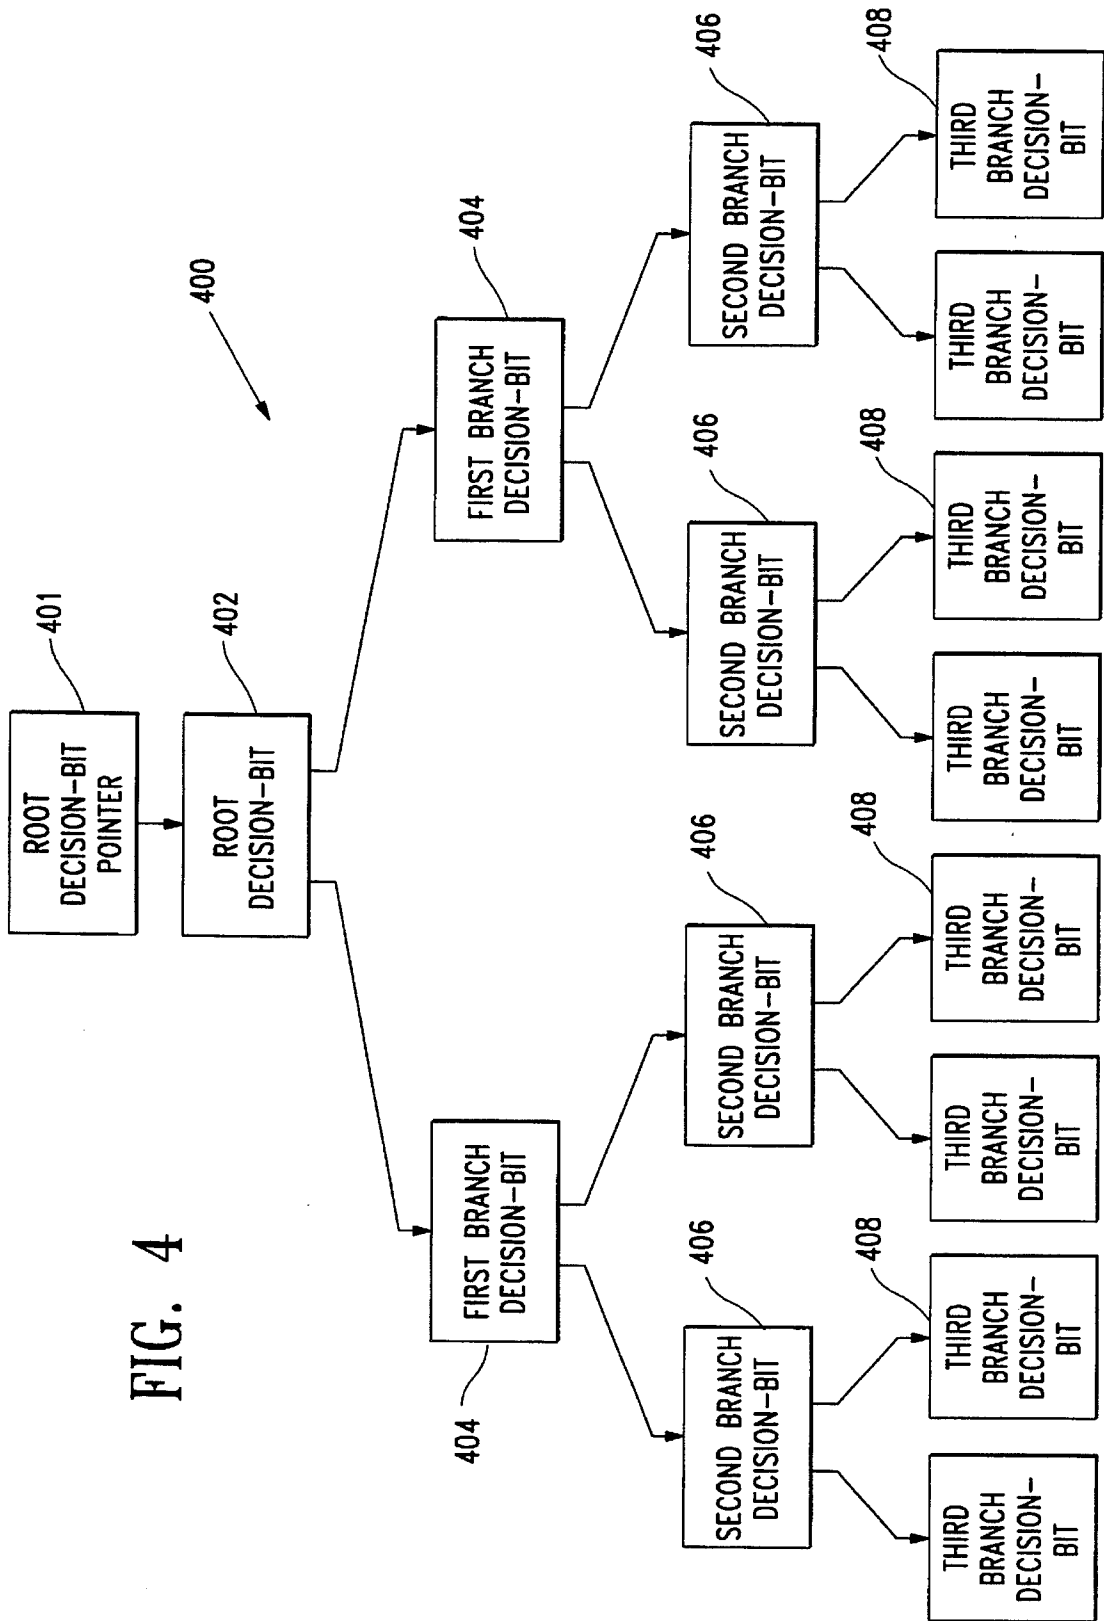 FIG. 4
400
ROOT
DECISION-BIT
POINTER
401
ROOT
DECISION-BIT
402
FIRST BRANCH
DECISION-BIT
404
FIRST BRANCH
DECISION-BIT
404
SECOND BRANCH
DECISION-BIT
406
SECOND BRANCH
DECISION-BIT
406
SECOND BRANCH
DECISION-BIT
406
SECOND BRANCH
DECISION-BIT
406
THIRD
BRANCH
DECISION-
BIT
THIRD
BRANCH
DECISION-
BIT
408
THIRD
BRANCH
DECISION-
BIT
THIRD
BRANCH
DECISION-
BIT
408
THIRD
BRANCH
DECISION-
BIT
THIRD
BRANCH
DECISION-
BIT
408
THIRD
BRANCH
DECISION-
BIT
THIRD
BRANCH
DECISION-
BIT
408